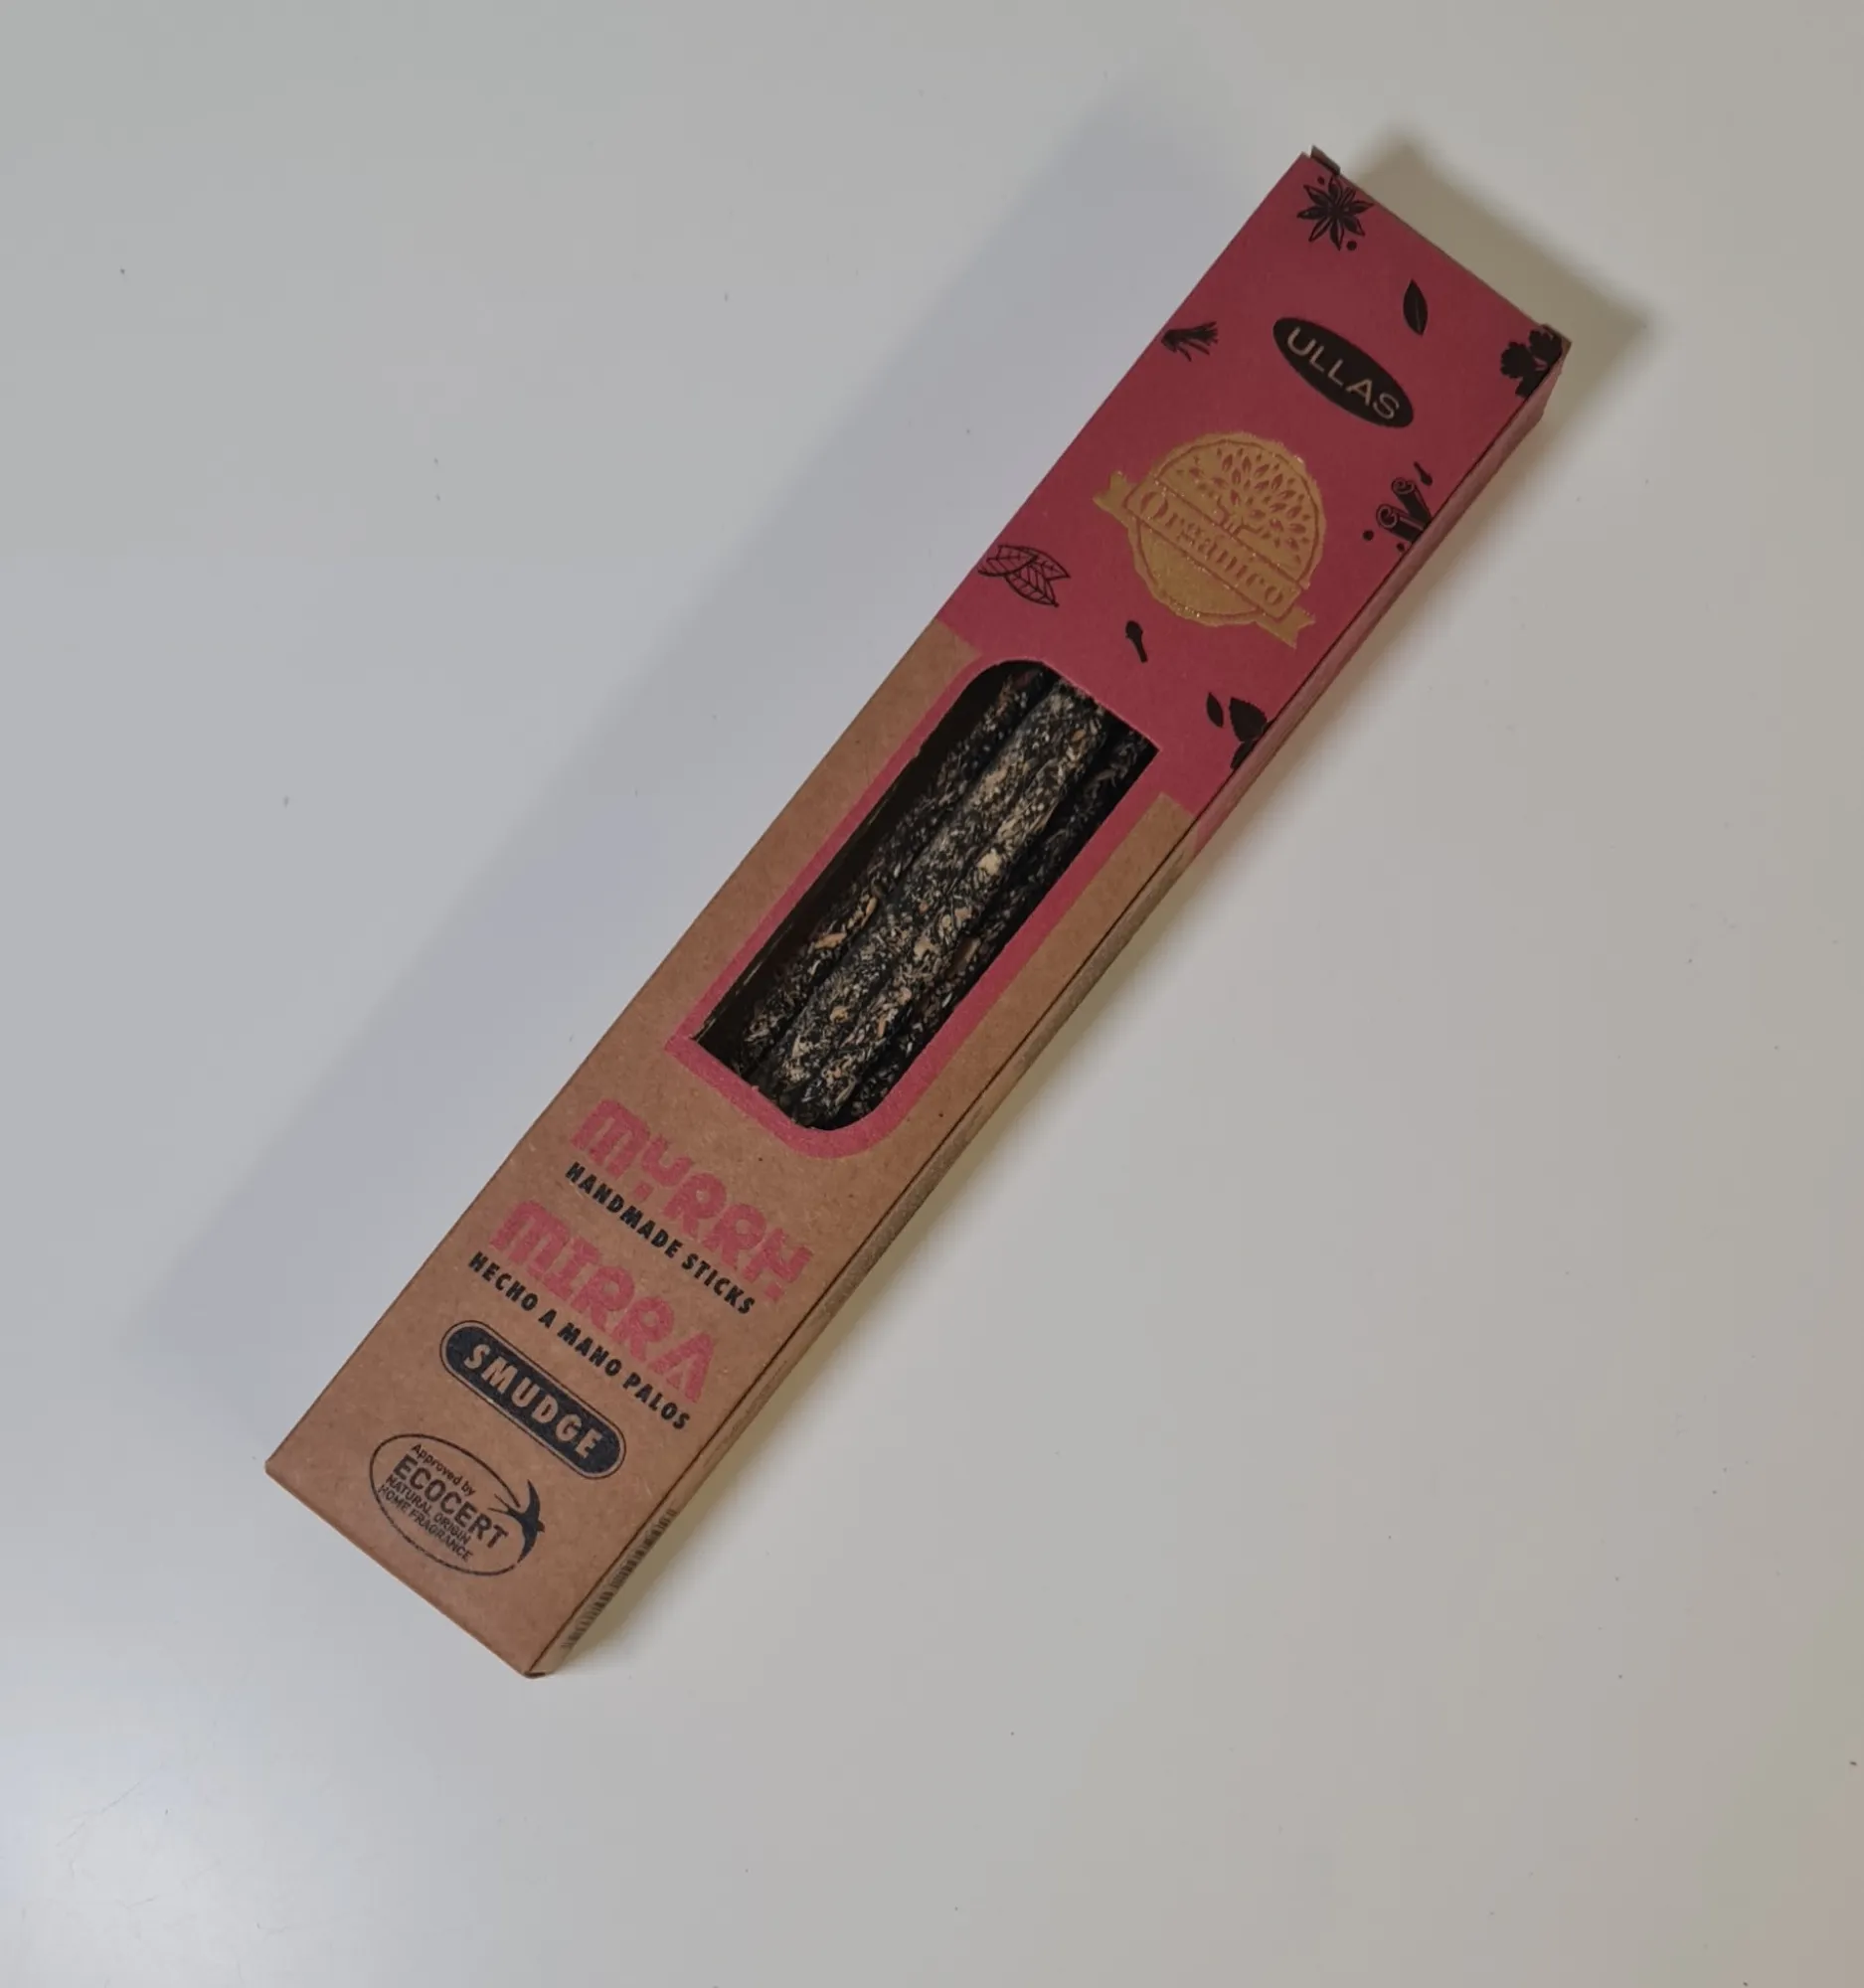 ULLAS
Organico
MYRRH
HANDMADE STICKS
MIRRA
HECHO A MANO PALOS
SMUDGE
Approved by
ECOCERT
NATURAL ORIGIN
HOME FRAGRANCE